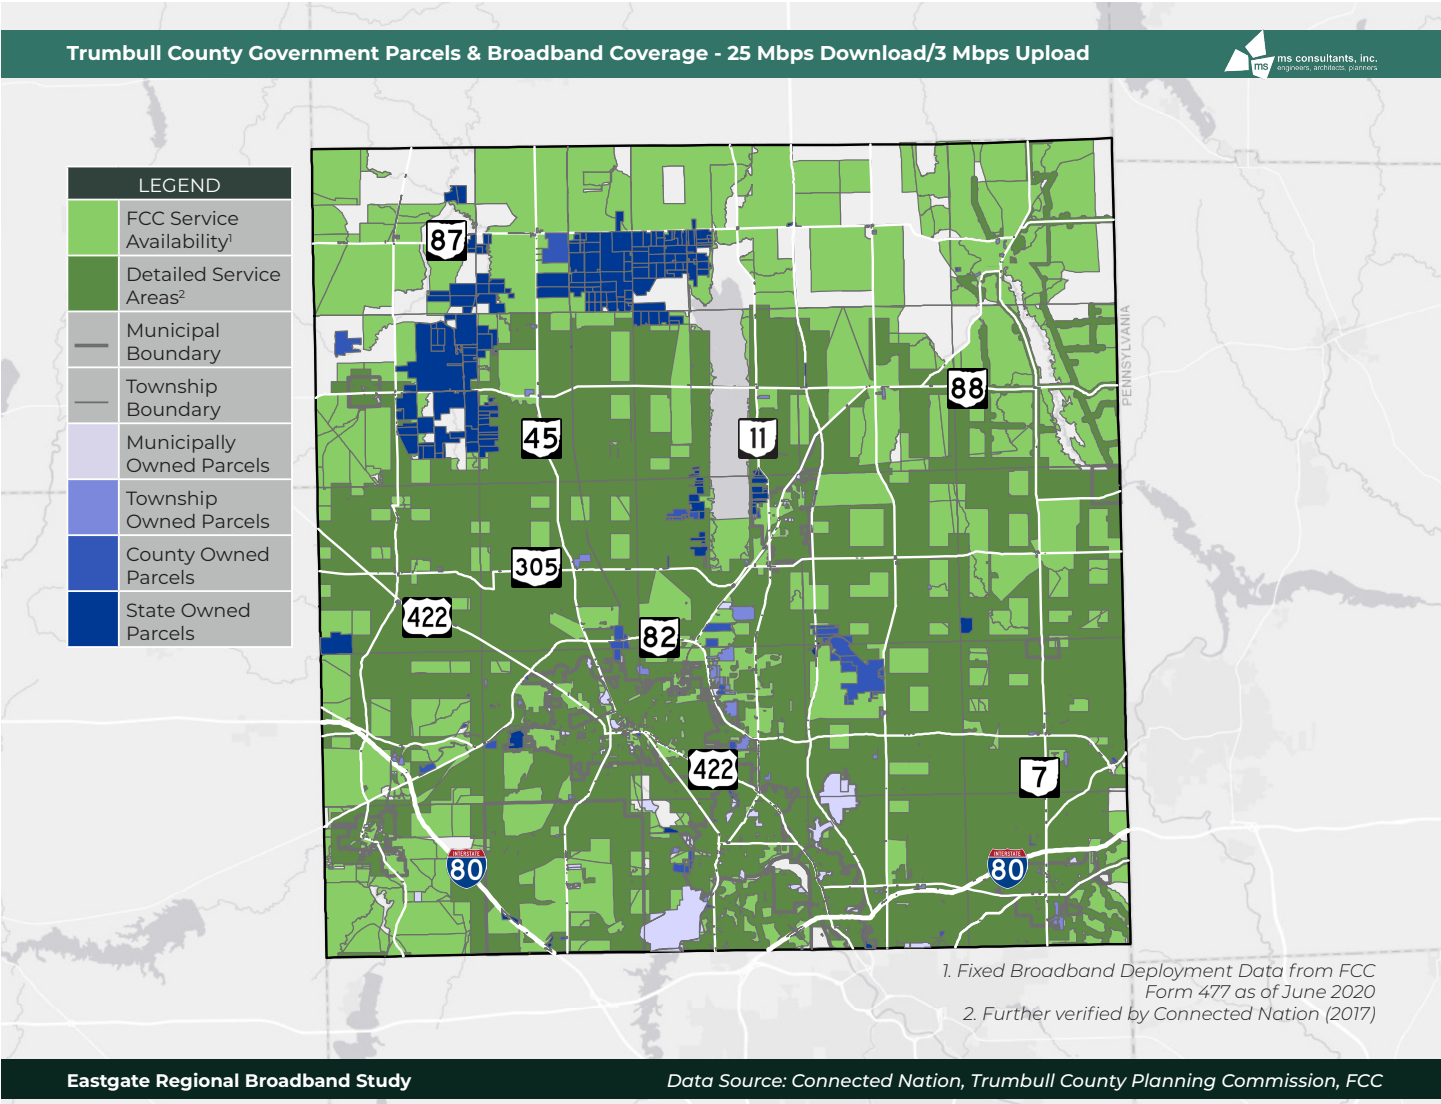 Trumbull County Government Parcels & Broadband Coverage - 25 Mbps Download/3 Mbps Upload
ms
ms consultants, inc.
engineers, architects, planners
LEGEND
FCC Service
Availability1
Detailed Service
Areas2
Municipal
Boundary
Township
Boundary
Municipally
Owned Parcels
Township
Owned Parcels
County Owned
Parcels
State Owned
Parcels
87
88
45
11
305
422
82
422
7
INTERSTATE
80
INTERSTATE
80
PENNSYLVANIA
1. Fixed Broadband Deployment Data from FCC
Form 477 as of June 2020
2. Further verified by Connected Nation (2017)
Eastgate Regional Broadband Study
Data Source: Connected Nation, Trumbull County Planning Commission, FCC